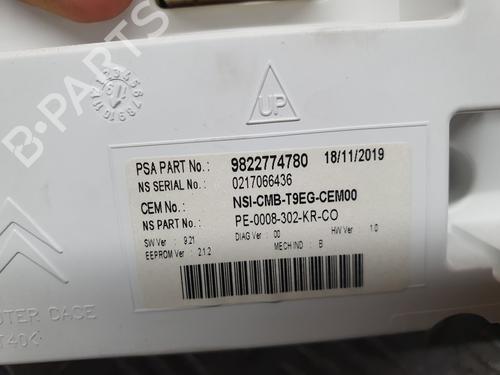 B-PARTS
UP
PSA PART No.: 9822774780 18/11/2019
NS SERIAL No.: 0217066436
CEM No.: NSI-CMB-T9EG-CEM00
NS PART No.: PE-0008-302-KR-CO
SW Ver : 9.21 DIAG Ver : 00 HW Ver : 1.0
EEPROM Ver : 2.1.2 MECH IND : B